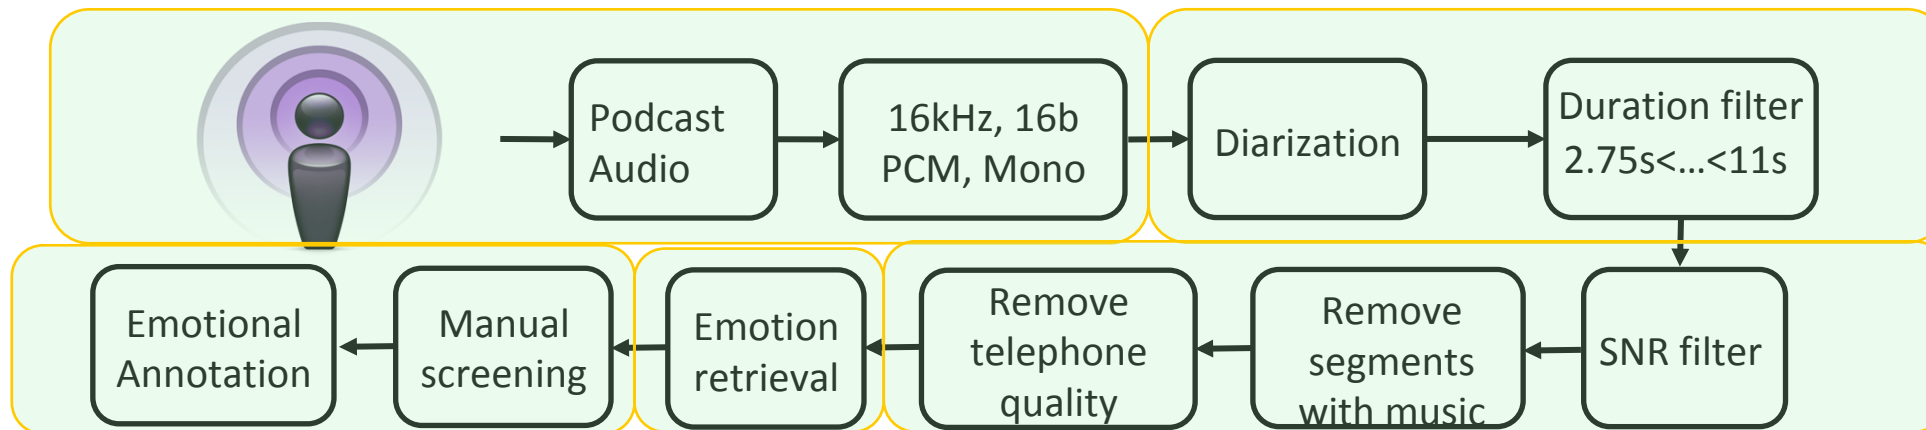 Podcast
Audio
16kHz, 16b
PCM, Mono
Diarization
Duration filter
2.75s<...<11s
SNR filter
Remove
segments
with music
Remove
telephone
quality
Emotion
retrieval
Manual
screening
Emotional
Annotation